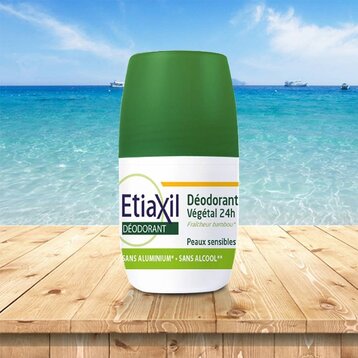 EtiaXil
DÉODORANT
Déodorant
Végétal 24h
Fraîcheur bambou*
Peaux sensibles
SANS ALUMINIUM* - SANS ALCOOL**